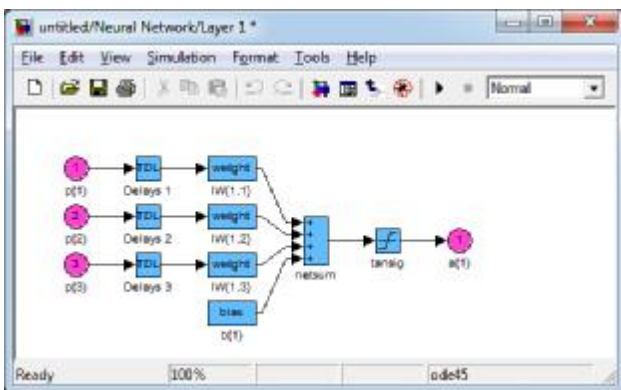 untitled/Neural Network/Layer 1 *
File Edit View Simulation Format Tools Help
Normal
1 TDL weight
p{1} Delays 1 IW{1,1}
2 TDL weight
p{2} Delays 2 IW{1,2}
3 TDL weight
p{3} Delays 3 IW{1,3}
netsum tansig 1 a{1}
bias
b{1}
Ready 100% ode45